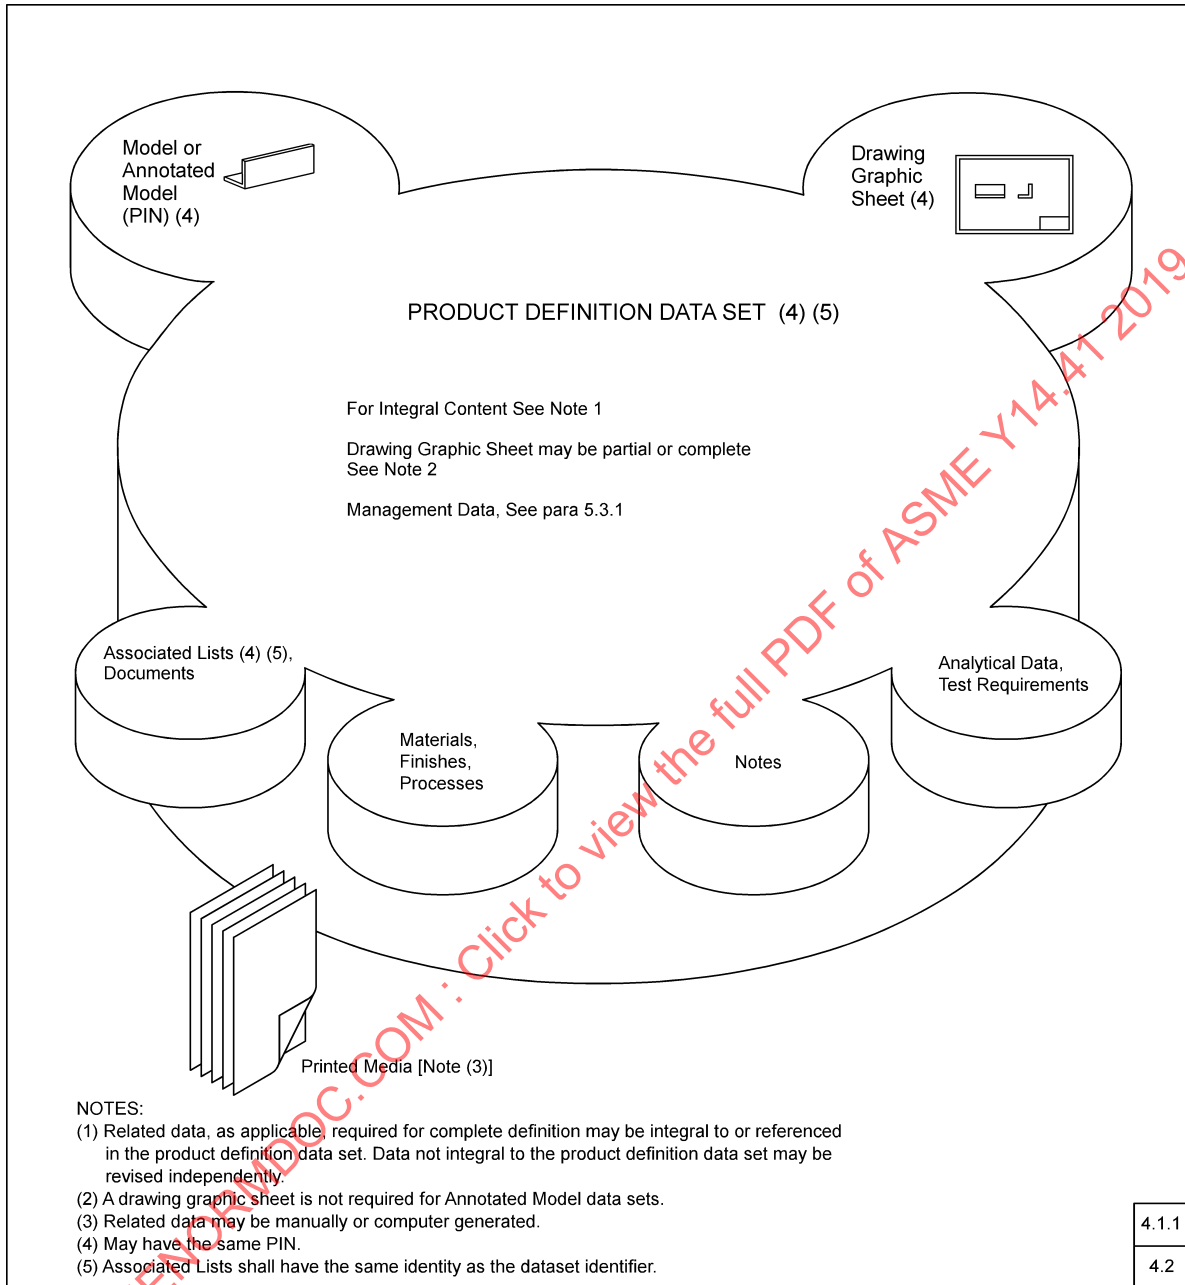 Model or
Annotated
Model
(PIN) (4)
Drawing
Graphic
Sheet (4)
PRODUCT DEFINITION DATA SET (4) (5)
For Integral Content See Note 1
Drawing Graphic Sheet may be partial or complete
See Note 2
Management Data, See para 5.3.1
Associated Lists (4) (5),
Documents
Analytical Data,
Test Requirements
Materials,
Finishes,
Processes
Notes
Printed Media [Note (3)]
NOTES:
(1) Related data, as applicable, required for complete definition may be integral to or referenced
in the product definition data set. Data not integral to the product definition data set may be
revised independently.
(2) A drawing graphic sheet is not required for Annotated Model data sets.
(3) Related data may be manually or computer generated.
(4) May have the same PIN.
(5) Associated Lists shall have the same identity as the dataset identifier.
4.1.1
4.2
ENORMDOC.COM : Click to view the full PDF of ASME Y14.41 2019